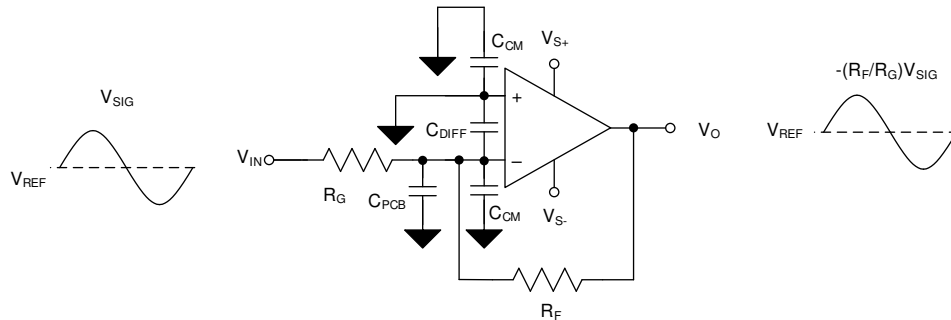 C_CM
V_S+
-(R_F/R_G)V_SIG
V_SIG
+
C_DIFF
V_O
V_REF
V_IN
−
V_REF
R_G
C_PCB
C_CM
V_S-
R_F